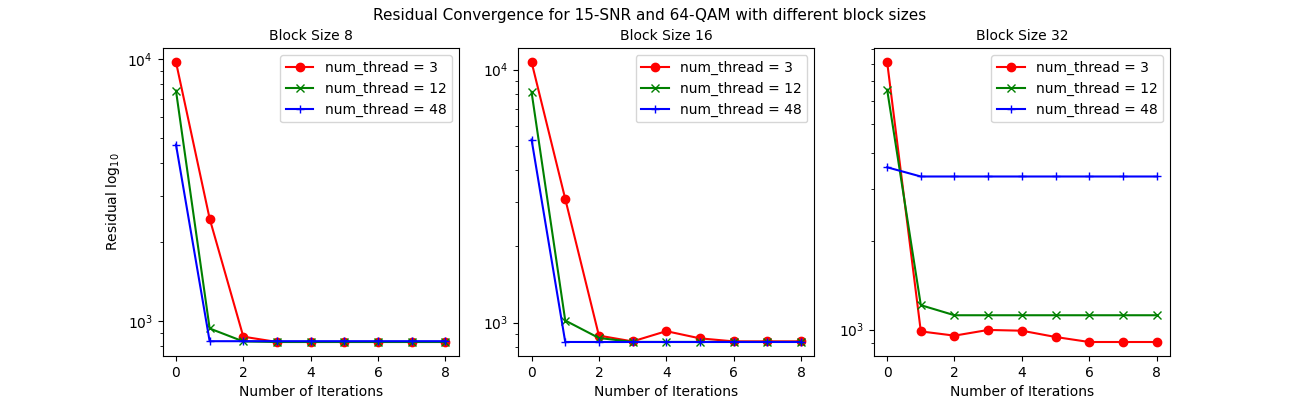 Residual Convergence for 15-SNR and 64-QAM with different block sizes
Block Size 8
Residual log₁₀
10⁴
10³
num_thread = 3
num_thread = 12
num_thread = 48
0 2 4 6 8
Number of Iterations
Block Size 16
10⁴
10³
num_thread = 3
num_thread = 12
num_thread = 48
0 2 4 6 8
Number of Iterations
Block Size 32
10³
num_thread = 3
num_thread = 12
num_thread = 48
0 2 4 6 8
Number of Iterations